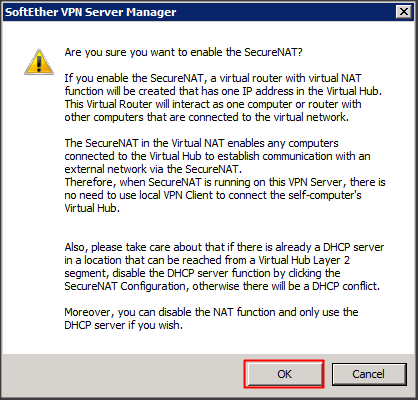 SoftEther VPN Server Manager
Are you sure you want to enable the SecureNAT?
If you enable the SecureNAT, a virtual router with virtual NAT
function will be created that has one IP address in the Virtual Hub.
This Virtual Router will interact as one computer or router with
other computers that are connected to the virtual network.
The SecureNAT in the Virtual NAT enables any computers
connected to the Virtual Hub to establish communication with an
external network via the SecureNAT.
Therefore, when SecureNAT is running on this VPN Server, there is
no need to use local VPN Client to connect the self-computer's
Virtual Hub.
Also, please take care about that if there is already a DHCP server
in a location that can be reached from a Virtual Hub Layer 2
segment, disable the DHCP server function by clicking the
SecureNAT Configuration, otherwise there will be a DHCP conflict.
Moreover, you can disable the NAT function and only use the
DHCP server if you wish.
OK
Cancel